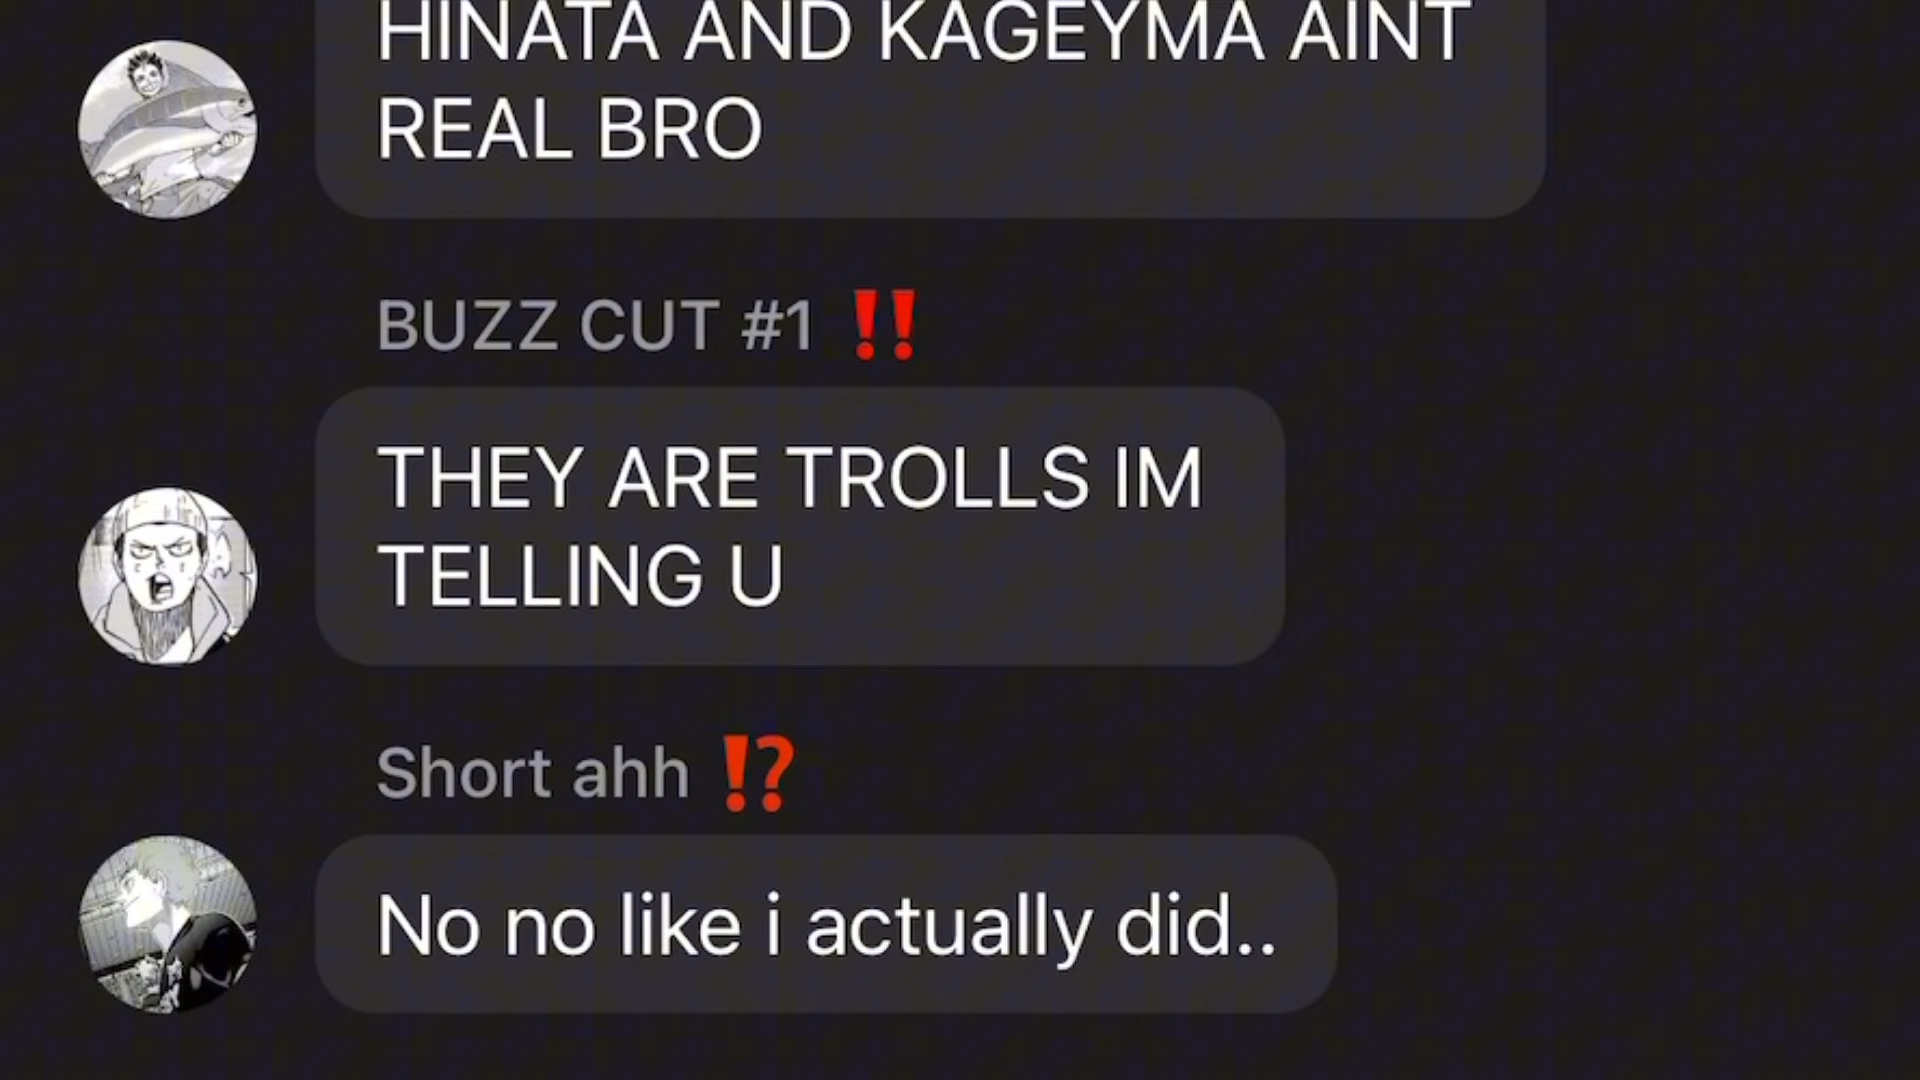 HINATA AND KAGEYMA AINT
REAL BRO
BUZZ CUT #1 ‼️
THEY ARE TROLLS IM
TELLING U
Short ahh ⁉️
No no like i actually did..